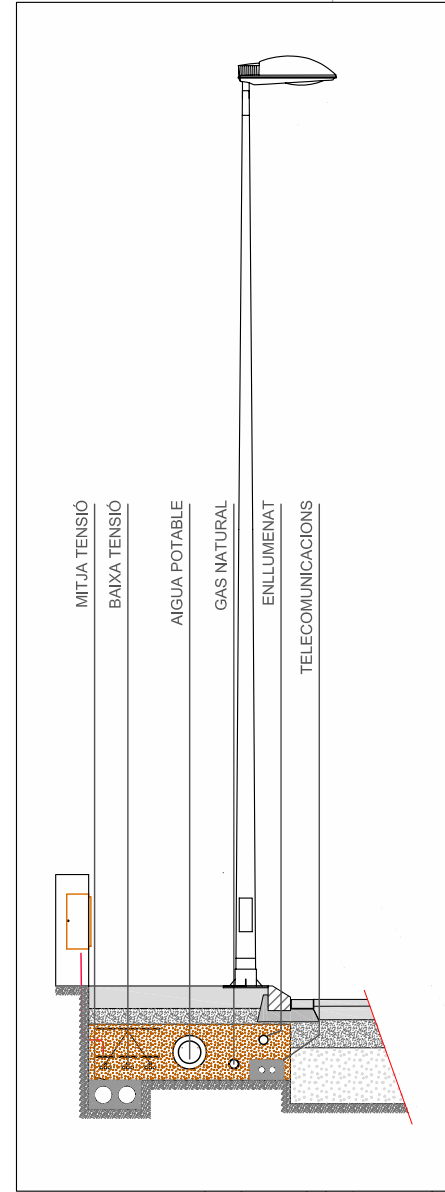 MITJA TENSIÓ
BAIXA TENSIÓ
AIGUA POTABLE
GAS NATURAL
ENLLUMENAT
TELECOMUNICACIONS